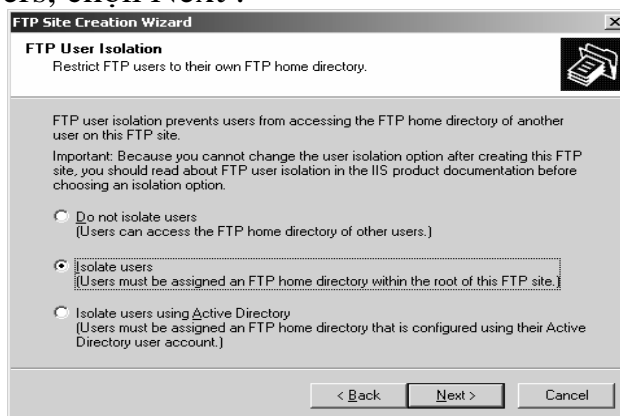 ers, chọn Next .
FTP Site Creation Wizard
FTP User Isolation
Restrict FTP users to their own FTP home directory.
FTP user isolation prevents users from accessing the FTP home directory of another
user on this FTP site.
Important: Because you cannot change the user isolation option after creating this FTP
site, you should read about FTP user isolation in the IIS product documentation before
choosing an isolation option.
Do not isolate users
(Users can access the FTP home directory of other users.)
Isolate users
(Users must be assigned an FTP home directory within the root of this FTP site.)
Isolate users using Active Directory
(Users must be assigned an FTP home directory that is configured using their Active
Directory user account.)
< Back Next > Cancel